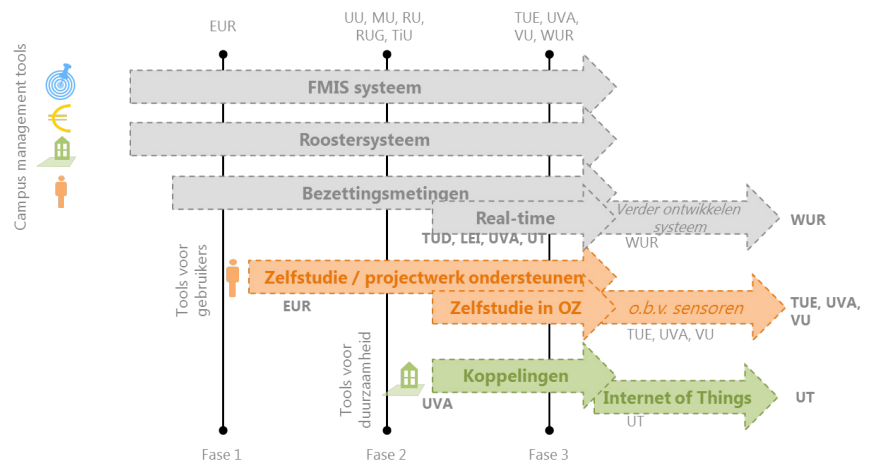 EUR
UU, MU, RU,
RUG, TiU
TUE, UVA,
VU, WUR
Campus management tools
FMIS systeem
Roostersysteem
Bezettingsmetingen
Real-time
TUD, LEI, UVA, UT
Verder ontwikkelen
systeem
WUR
WUR
Tools voor
gebruikers
Zelfstudie / projectwerk ondersteunen
EUR
Zelfstudie in OZ
o.b.v. sensoren
TUE, UVA, VU
TUE, UVA,
VU
Tools voor
duurzaamheid
Koppelingen
UVA
Internet of Things
UT
UT
Fase 1
Fase 2
Fase 3